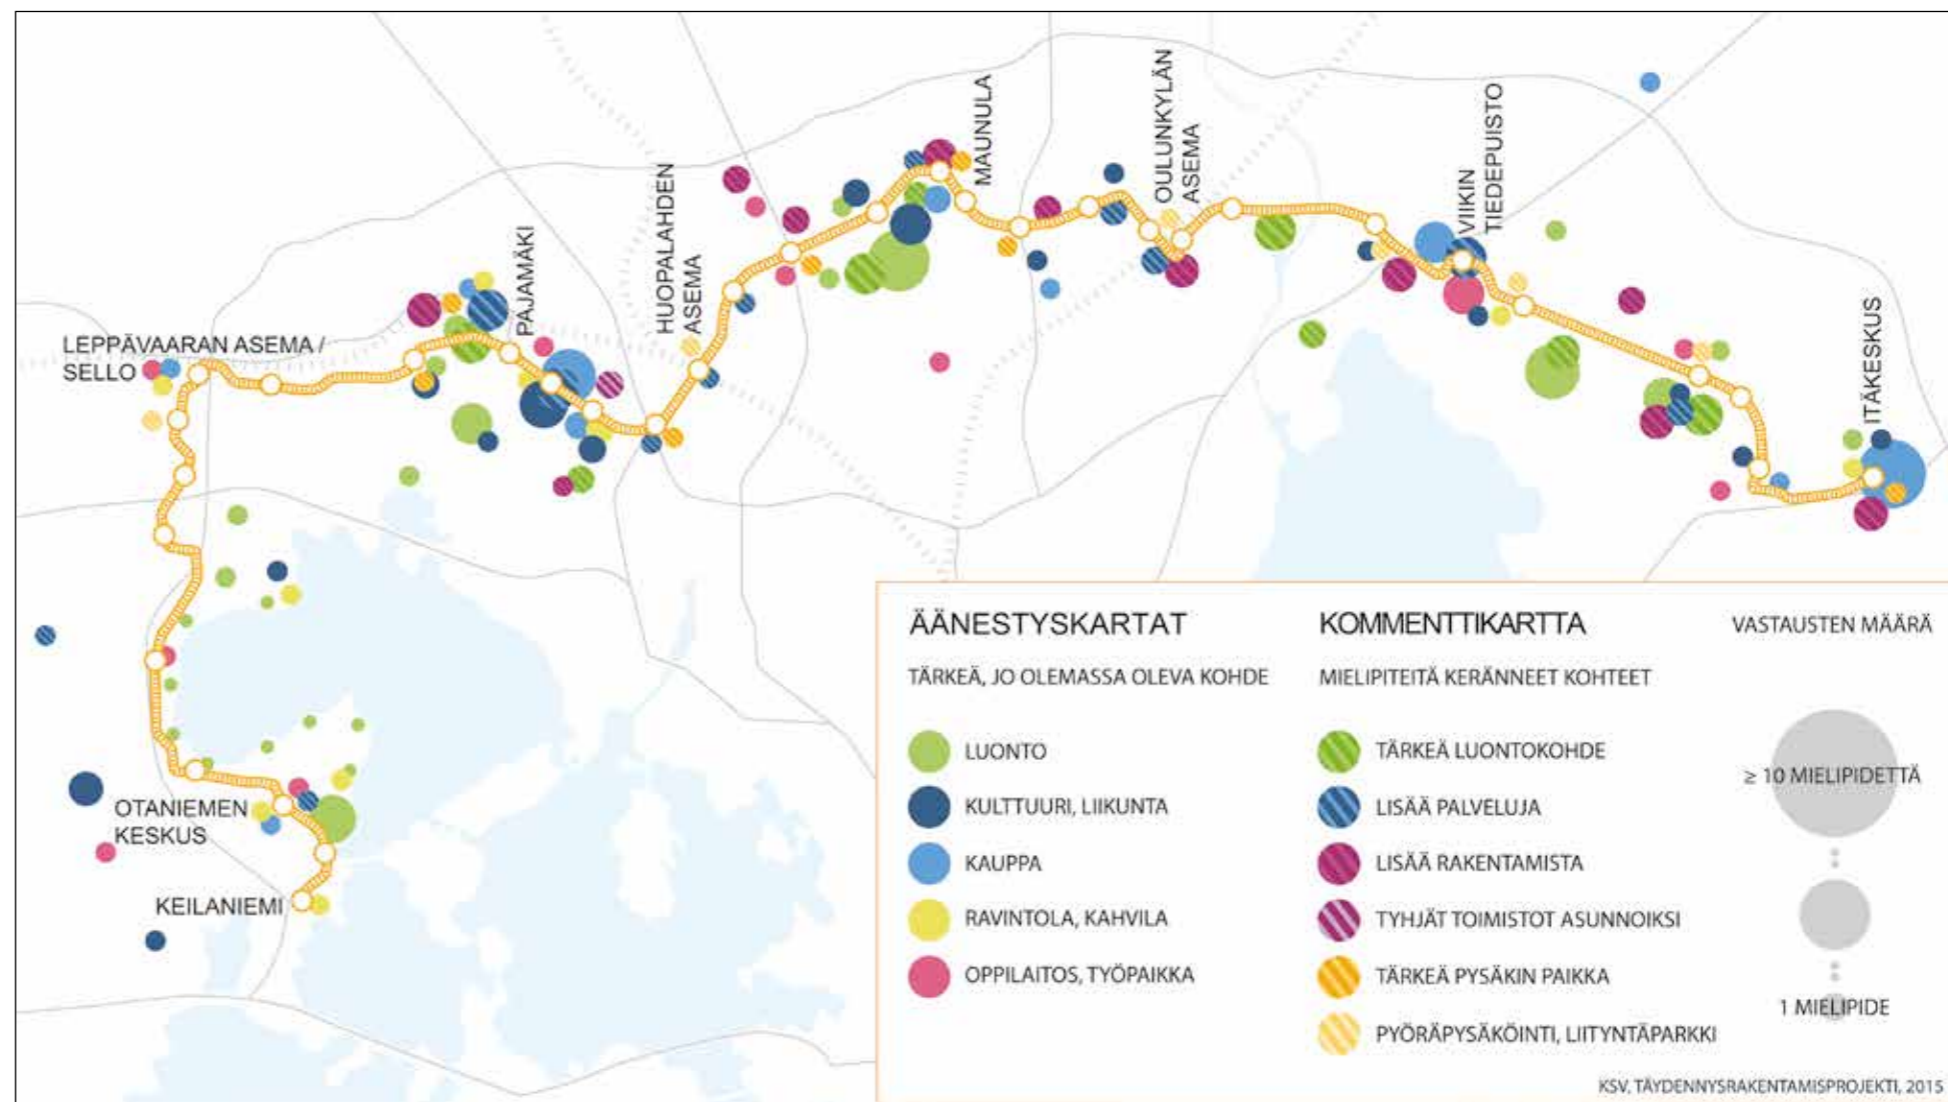 LEPPÄVAARAN ASEMA /
SELLO
PAJAMÄKI
HUOPALAHDEN
ASEMA
MAUNULA
OULUNKYLÄN
ASEMA
VIIKIN
TIEDEPUISTO
ITÄKESKUS
OTANIEMEN
KESKUS
KEILANIEMI
ÄÄNESTYSKARTAT
TÄRKEÄ, JO OLEMASSA OLEVA KOHDE
LUONTO
KULTTUURI, LIIKUNTA
KAUPPA
RAVINTOLA, KAHVILA
OPPILAITOS, TYÖPAIKKA
KOMMENTTIKARTTA
MIELIPITEITÄ KERÄNNEET KOHTEET
TÄRKEÄ LUONTOKOHDE
LISÄÄ PALVELUJA
LISÄÄ RAKENTAMISTA
TYHJÄT TOIMISTOT ASUNNOIKSI
TÄRKEÄ PYSÄKIN PAIKKA
PYÖRÄPYSÄKÖINTI, LIITYNTÄPARKKI
VASTAUSTEN MÄÄRÄ
≥ 10 MIELIPIDETTÄ
1 MIELIPIDE
KSV, TÄYDENNYSRAKENTAMISPROJEKTI, 2015